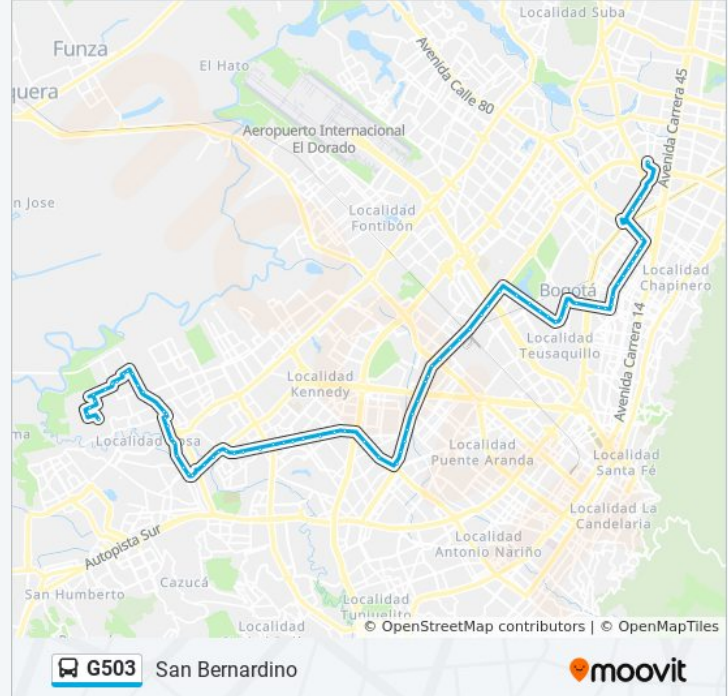 Localidad Suba
Funza
El Hato
quera
Avenida Calle 80
Avenida Carrera 45
Aeropuerto Internacional
El Dorado
n Jose
Localidad
Fontibón
Localidad
Chapinero
Bogotá
Localidad
Teusaquillo
Avenida Carrera 14
Localidad
Kennedy
ma
Localidad
osa
Localidad
Puente Aranda
Localidad
Santa Fé
Localidad La
Candelaria
Autopista Sur
Localidad
Antonio Nariño
Cazucá
San Humberto
Localidad
Tunjuelito
Localidad
© OpenStreetMap contributors | © OpenMapTiles
G503 San Bernardino
moovit